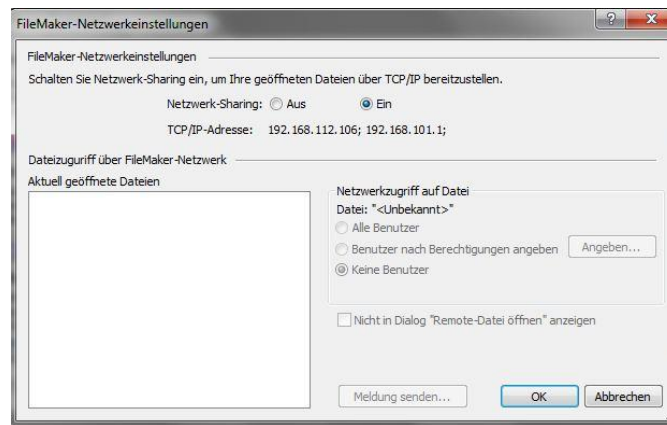 FileMaker-Netzwerkeinstellungen
FileMaker-Netzwerkeinstellungen
Schalten Sie Netzwerk-Sharing ein, um Ihre geöffneten Dateien über TCP/IP bereitzustellen.
Netzwerk-Sharing: Aus Ein
TCP/IP-Adresse: 192.168.112.106; 192.168.101.1;
Dateizuguriff über FileMaker-Netzwerk
Aktuell geöffnete Dateien
Netzwerkzugriff auf Datei
Datei: "<Unbekannt>"
Alle Benutzer
Benutzer nach Berechtigungen angeben Angeben...
Keine Benutzer
Nicht in Dialog "Remote-Datei öffnen" anzeigen
Meldung senden... OK Abbrechen